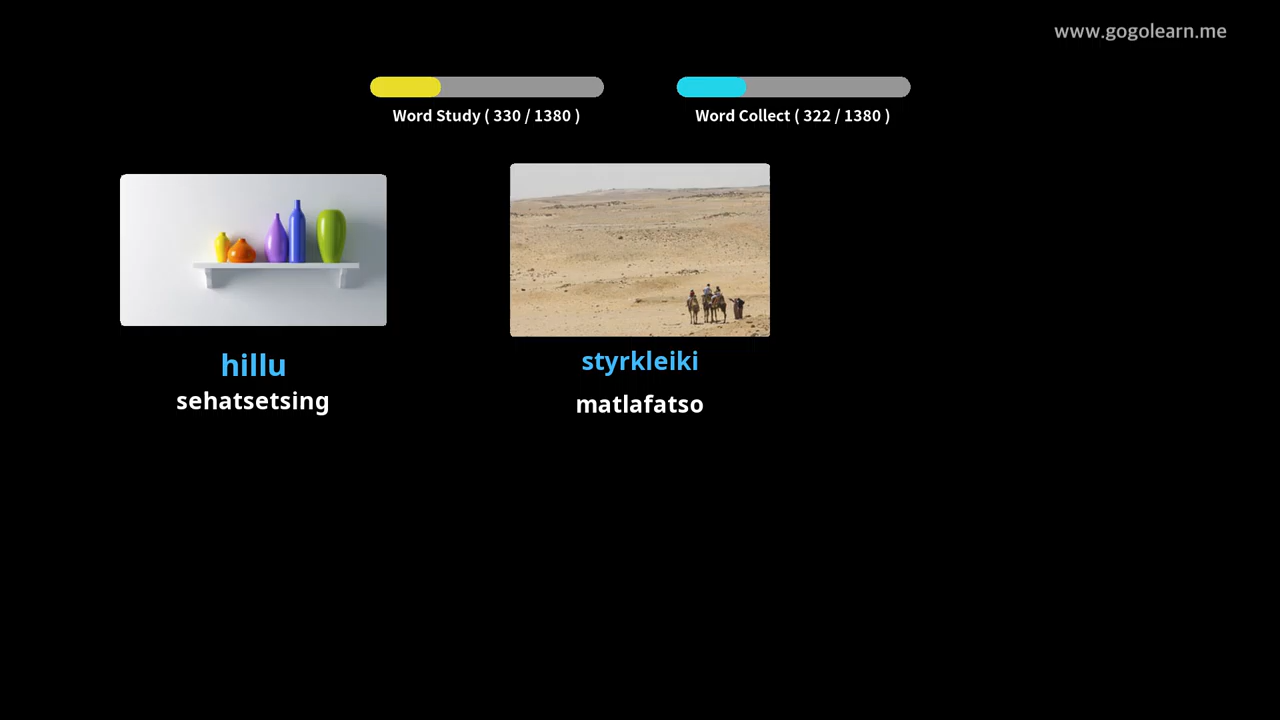 www.gogolearn.me
Word Study ( 330 / 1380 )
Word Collect ( 322 / 1380 )
hillu
sehatsetsing
styrkleiki
matlafatso